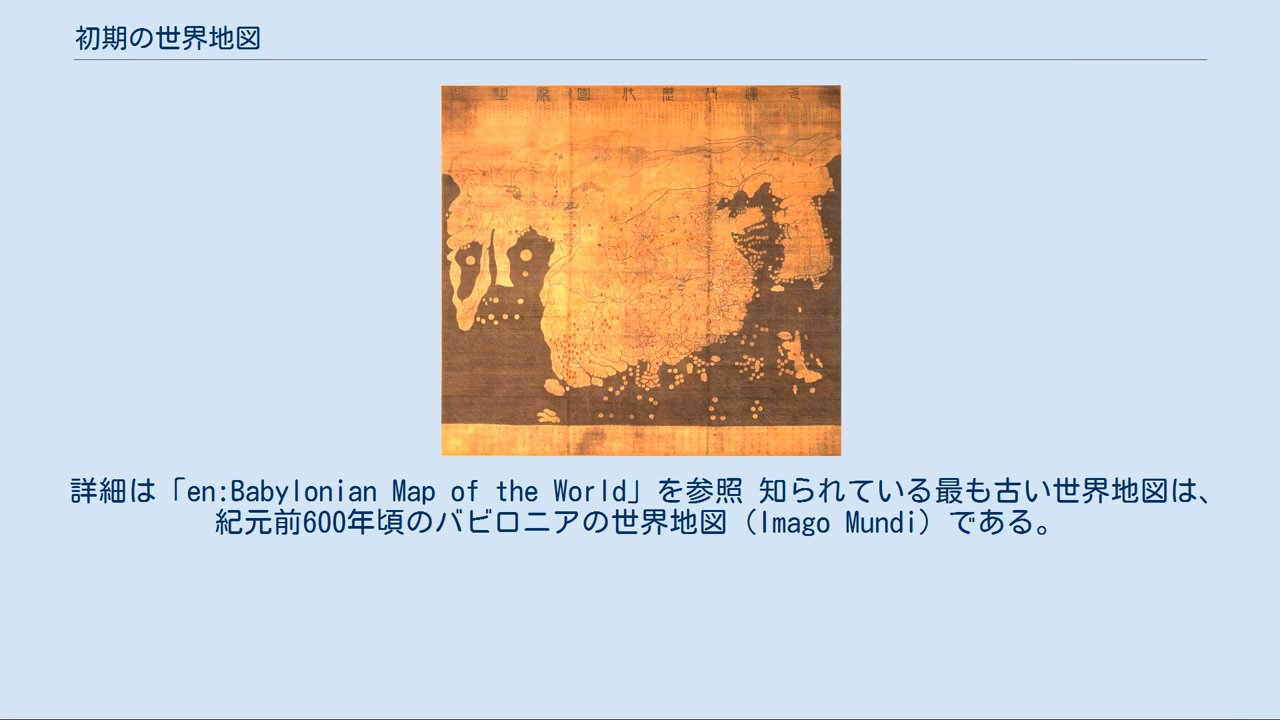 初期の世界地図
詳細は「en:Babylonian Map of the World」を参照 知られている最も古い世界地図は、
紀元前600年頃のバビロニアの世界地図（Imago Mundi）である。